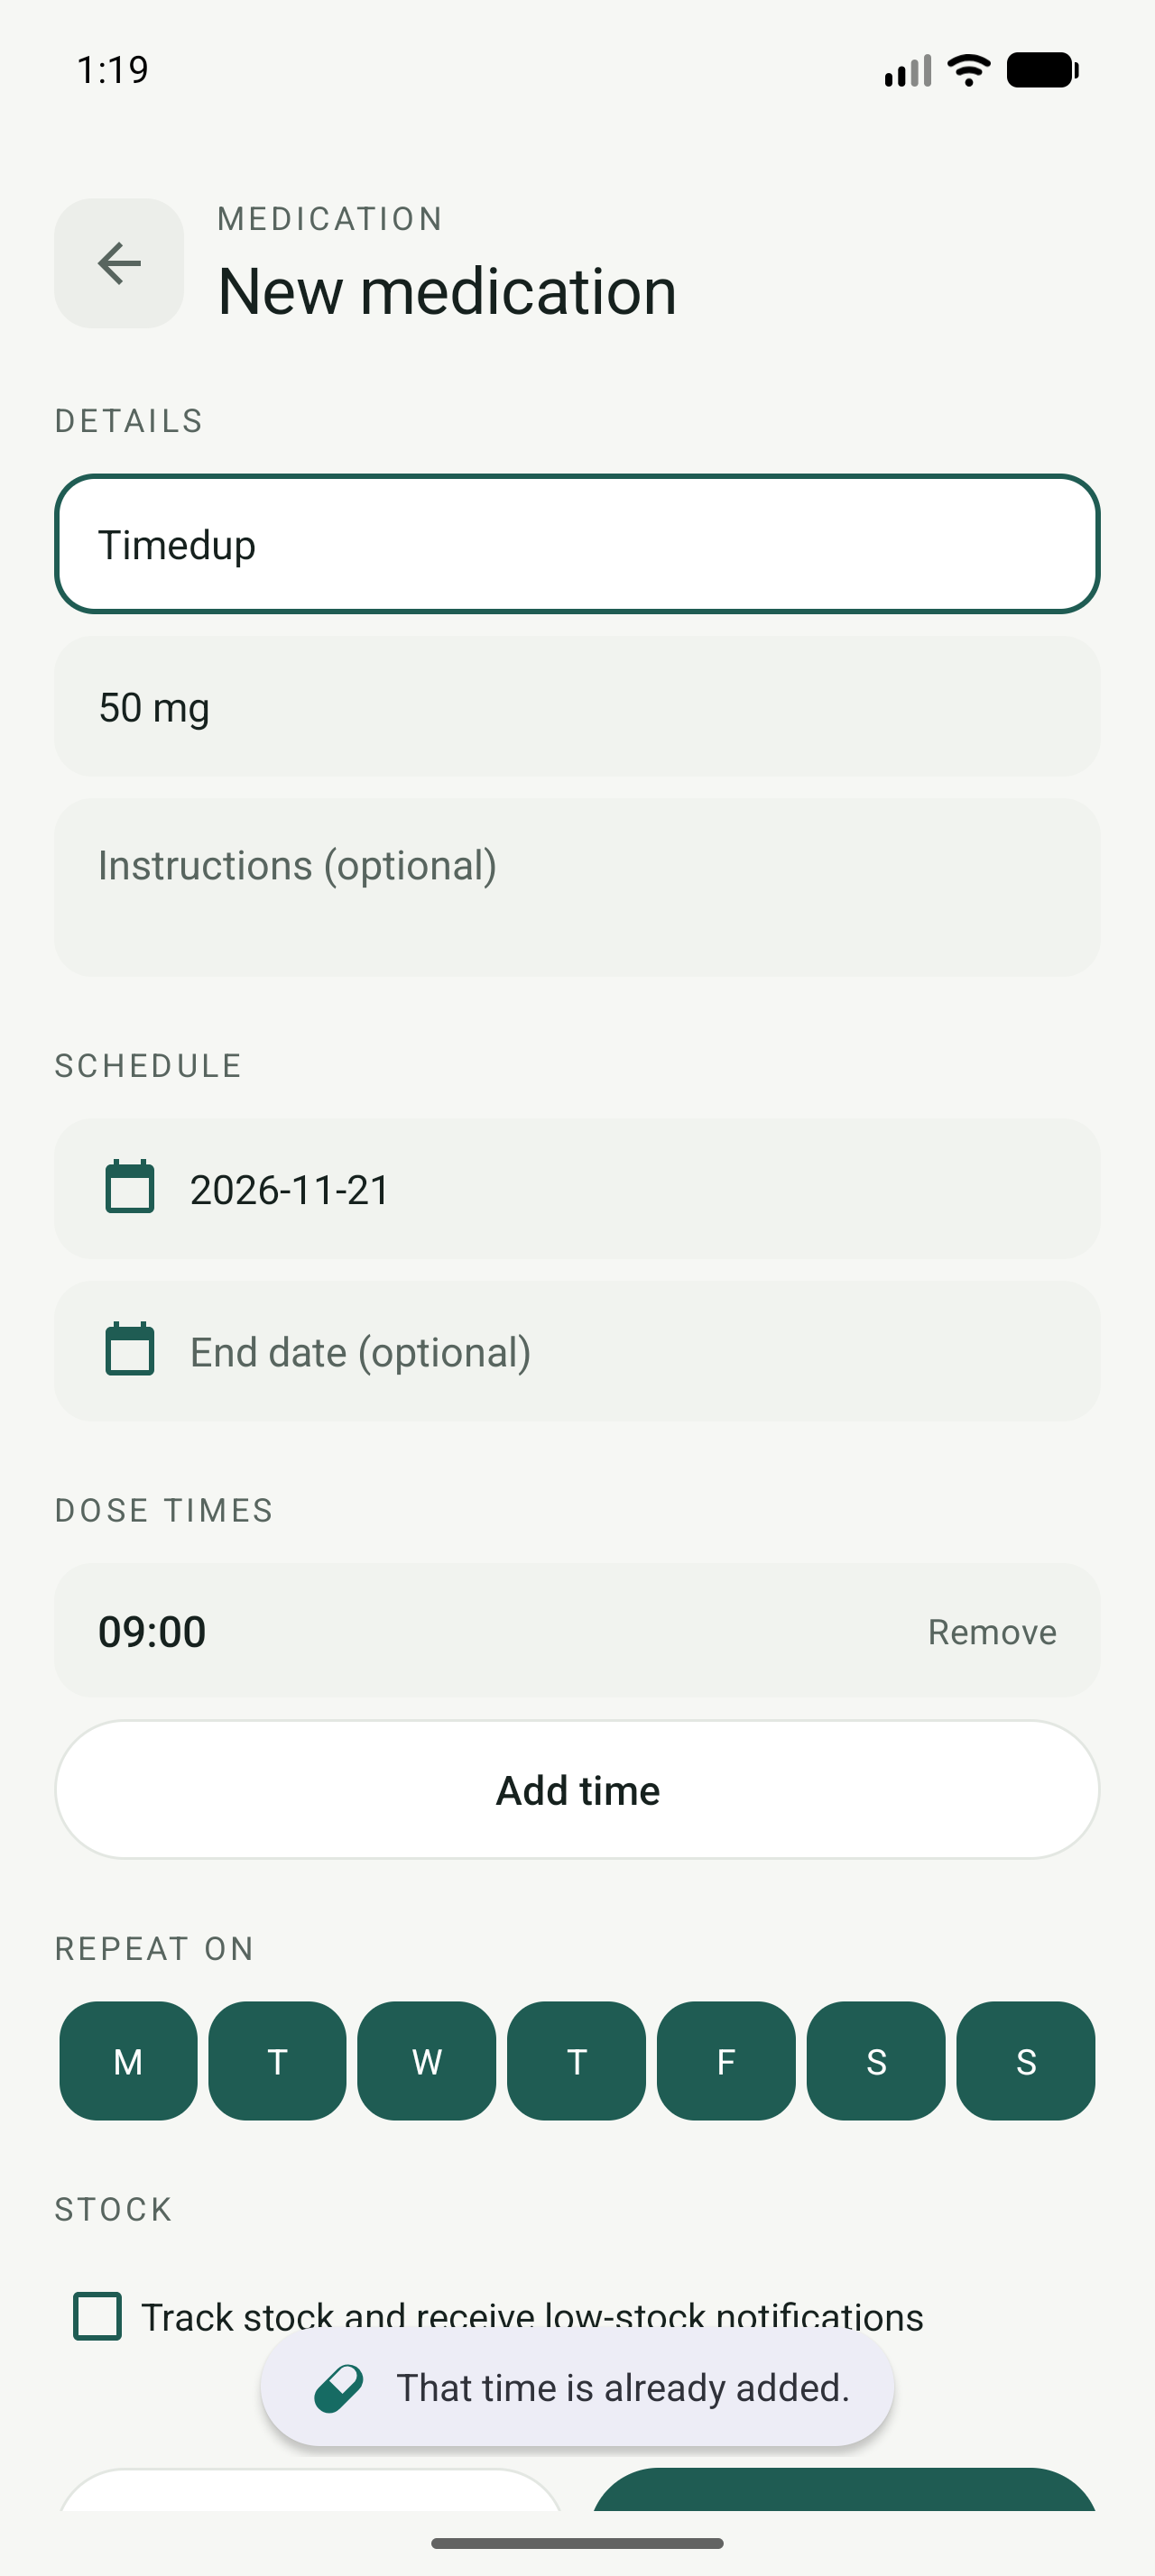 1:19
MEDICATION
New medication
DETAILS
Timedup
50 mg
Instructions (optional)
SCHEDULE
2026-11-21
End date (optional)
DOSE TIMES
09:00 Remove
Add time
REPEAT ON
M T W T F S S
STOCK
Track stock and receive low-stock notifications
That time is already added.